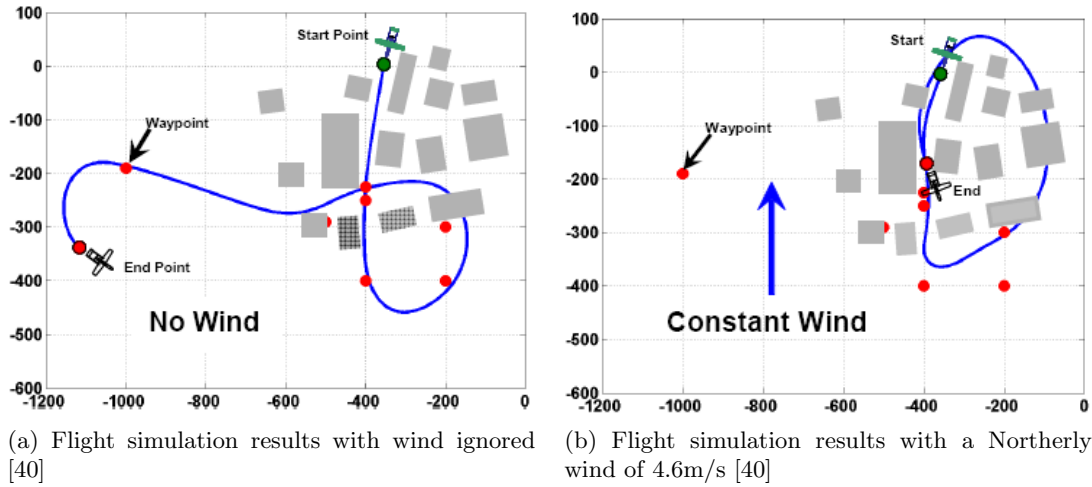 100
0
-100
-200
-300
-400
-500
-600
-1200
-1000
-800
-600
-400
-200
0
Start Point
Waypoint
End Point
No Wind
100
0
-100
-200
-300
-400
-500
-600
-1200
-1000
-800
-600
-400
-200
0
Start
Waypoint
End
Constant Wind
(a) Flight simulation results with wind ignored
[40]
(b) Flight simulation results with a Northerly
wind of 4.6m/s [40]